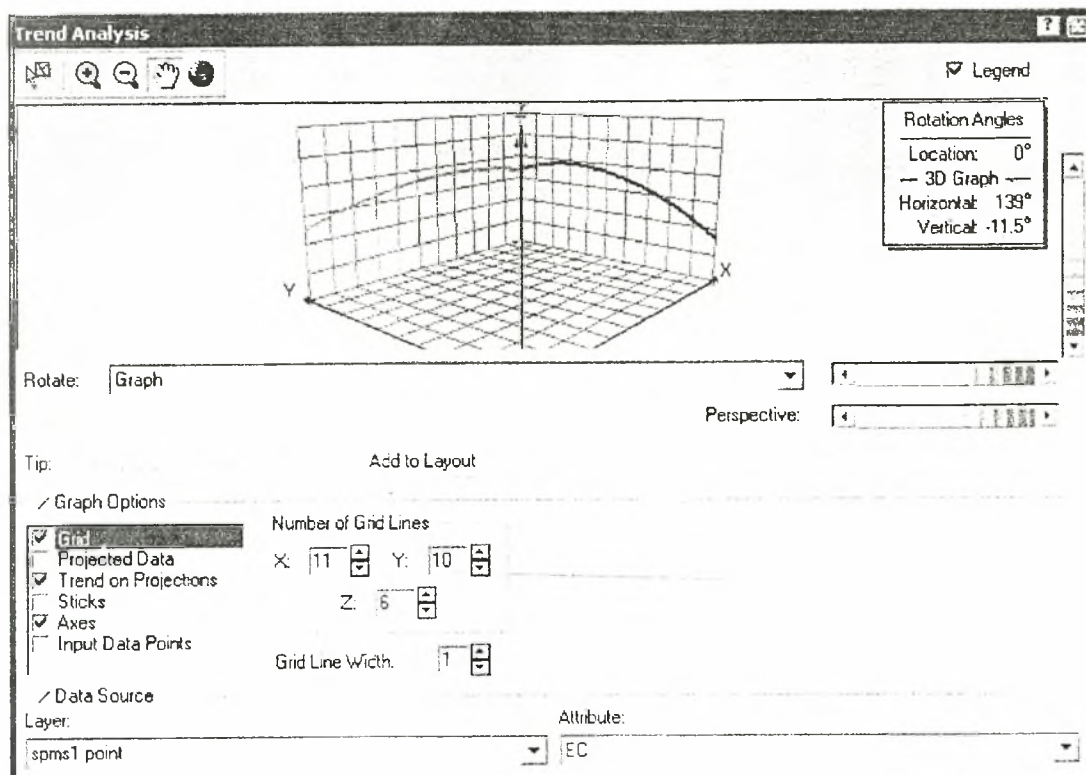 Trend Analysis
Legend
Rotation Angles
Location: 0°
3D Graph
Horizontal: 139°
Vertical: -11.5°
Z
Y
X
Rotate: Graph
Perspective:
Tip: Add to Layout
Graph Options
Grid
Projected Data
Trend on Projections
Sticks
Axes
Input Data Points
Number of Grid Lines
X: 11 Y: 10
Z: 6
Grid Line Width. 1
Data Source
Layer: Attribute:
spms1 point EC